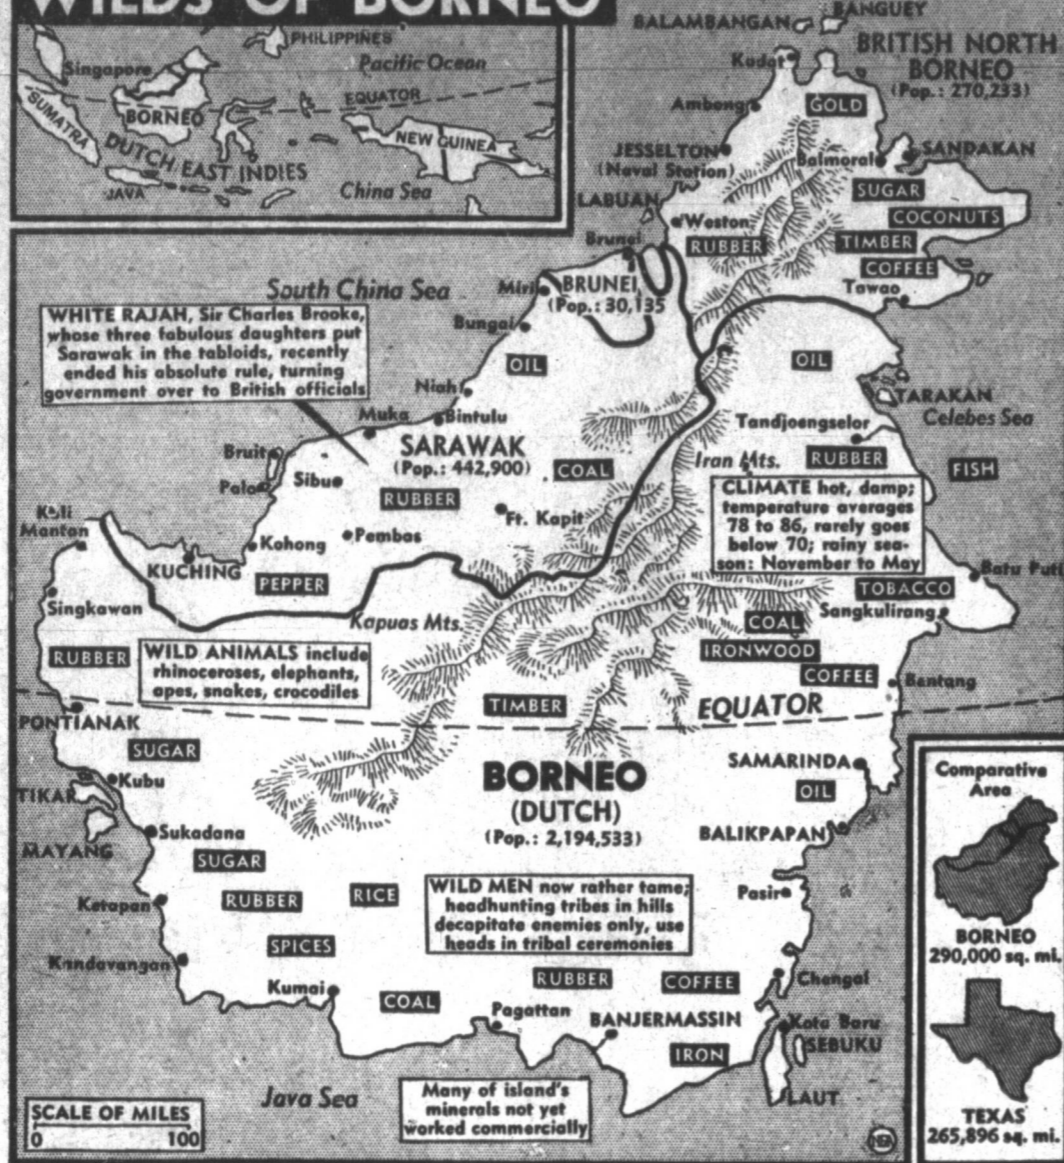 WILDS OF BORNEO
PHILIPPINES
Pacific Ocean
Singapore
EQUATOR
SUMATRA
BORNEO
NEW GUINEA
DUTCH EAST INDIES
JAVA
China Sea
BANGUEY
BALAMBANGAN
BRITISH NORTH
BORNEO
(Pop.: 270,233)
Kudat
Ambong
GOLD
JESSELTON
(Naval Station)
Balmoral
SANDAKAN
SUGAR
LABUAN
COCONUTS
Weston
RUBBER
TIMBER
COFFEE
Tawao
Brunei
BRUNEI
(Pop.: 30,135
Miri
South China Sea
WHITE RAJAH, Sir Charles Brooke,
whose three fabulous daughters put
Sarawak in the tabloids, recently
ended his absolute rule, turning
government over to British officials
Bungai
OIL
OIL
Niah
TARAKAN
Celebes Sea
Muka
Bintulu
Tandjoengselor
SARAWAK
(Pop.: 442,900)
Bruit
Palo
Sibu
COAL
Iran Mts.
RUBBER
FISH
RUBBER
CLIMATE hot, damp;
temperature averages
78 to 86, rarely goes
below 70; rainy sea-
son: November to May
Ft. Kapit
Kali
Manton
Kahong
Pembas
KUCHING
PEPPER
Batu Puti
TOBACCO
Singkawan
Sangkulirang
Kapuas Mts.
COAL
RUBBER
WILD ANIMALS include
rhinoceroses, elephants,
apes, snakes, crocodiles
IRONWOOD
COFFEE
Bentang
TIMBER
EQUATOR
PONTIANAK
SUGAR
SAMARINDA
Kubu
BORNEO
(DUTCH)
(Pop.: 2,194,533)
OIL
TIKAR
BALIKPAPAN
Sukadana
MAYANG
SUGAR
RUBBER
RICE
WILD MEN now rather tame;
headhunting tribes in hills
decapitate enemies only, use
heads in tribal ceremonies
Pasir
Ketapan
SPICES
Kandavangan
RUBBER
COFFEE
Chengal
Kumai
COAL
Pagattan
BANJERMASSIN
Kota Baru
SEBUKU
IRON
Java Sea
Many of island's
minerals not yet
worked commercially
LAUT
SCALE OF MILES
0 100
NEA
Comparative
Area
BORNEO
290,000 sq. mi.
TEXAS
265,896 sq. mi.